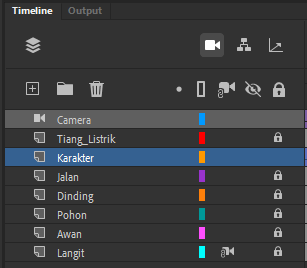 Timeline Output
Camera
Tiang_Listrik
Karakter
Jalan
Dinding
Pohon
Awan
Langit